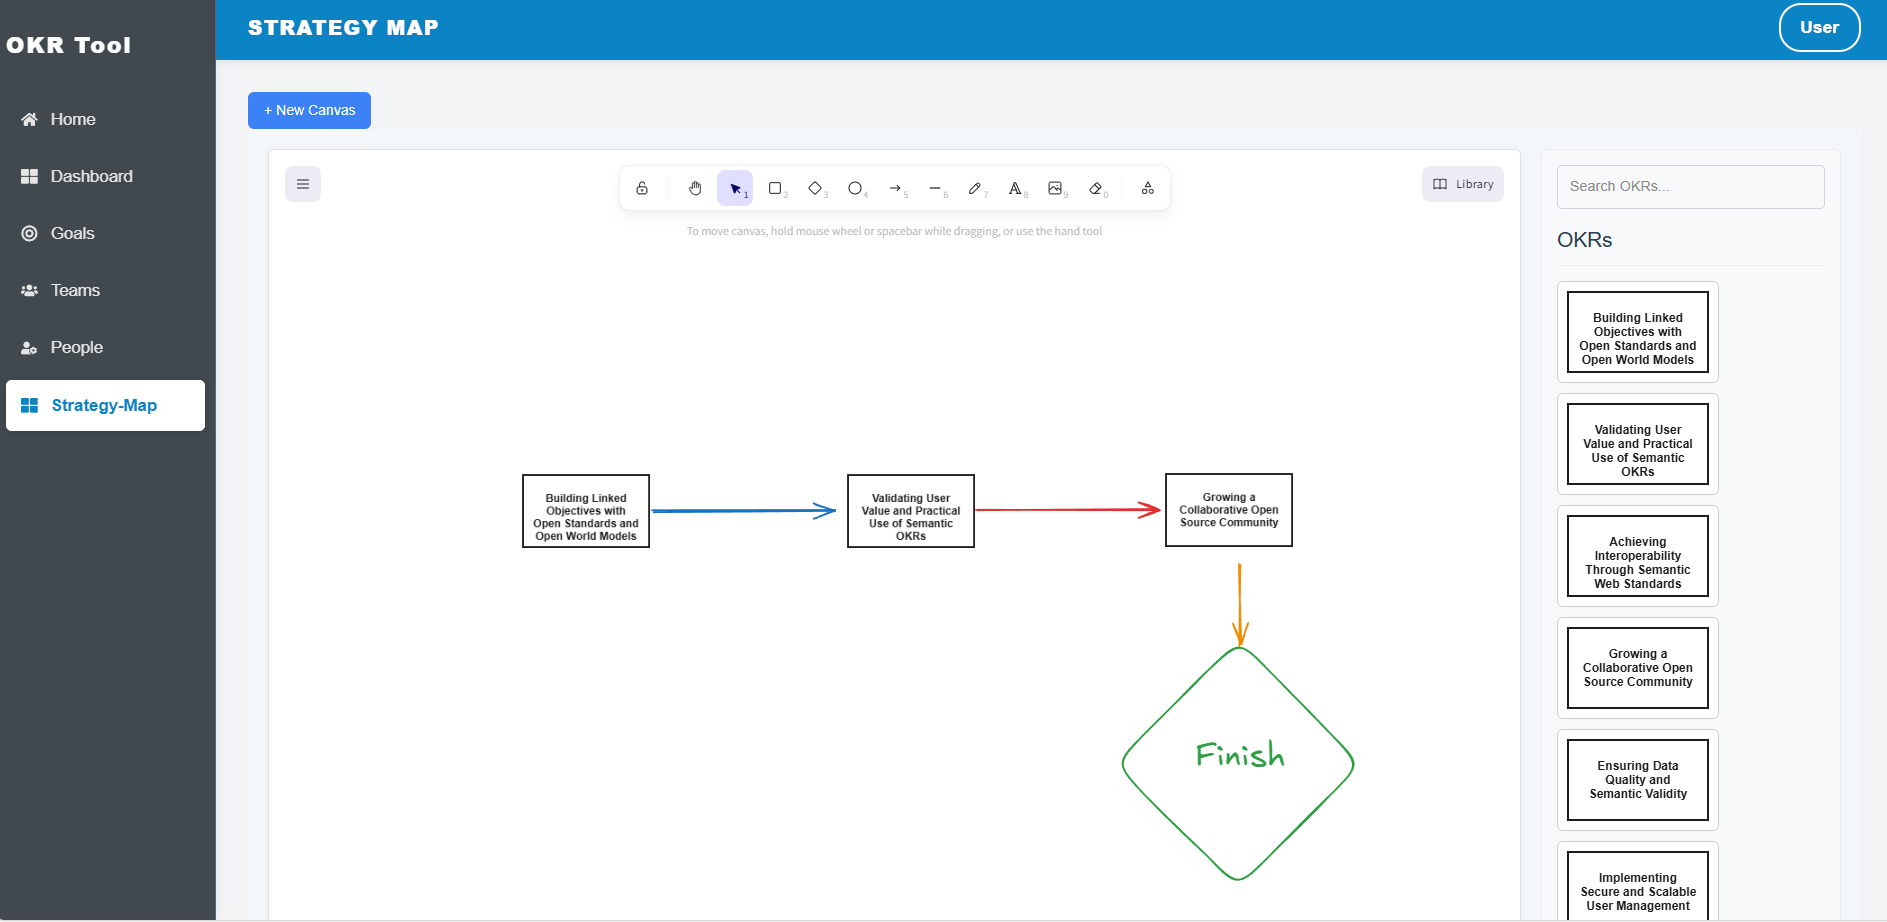 OKR Tool
Home
Dashboard
Goals
Teams
People
Strategy-Map
STRATEGY MAP
User
+ New Canvas
1
2
3
4
5
6
7
8
9
0
Library
To move canvas, hold mouse wheel or spacebar while dragging, or use the hand tool
Building Linked
Objectives with
Open Standards and
Open World Models
Validating User
Value and Practical
Use of Semantic
OKRs
Growing a
Collaborative Open
Source Community
Finish
Search OKRs...
OKRs
Building Linked
Objectives with
Open Standards and
Open World Models
Validating User
Value and Practical
Use of Semantic
OKRs
Achieving
Interoperability
Through Semantic
Web Standards
Growing a
Collaborative Open
Source Community
Ensuring Data
Quality and
Semantic Validity
Implementing
Secure and Scalable
User Management